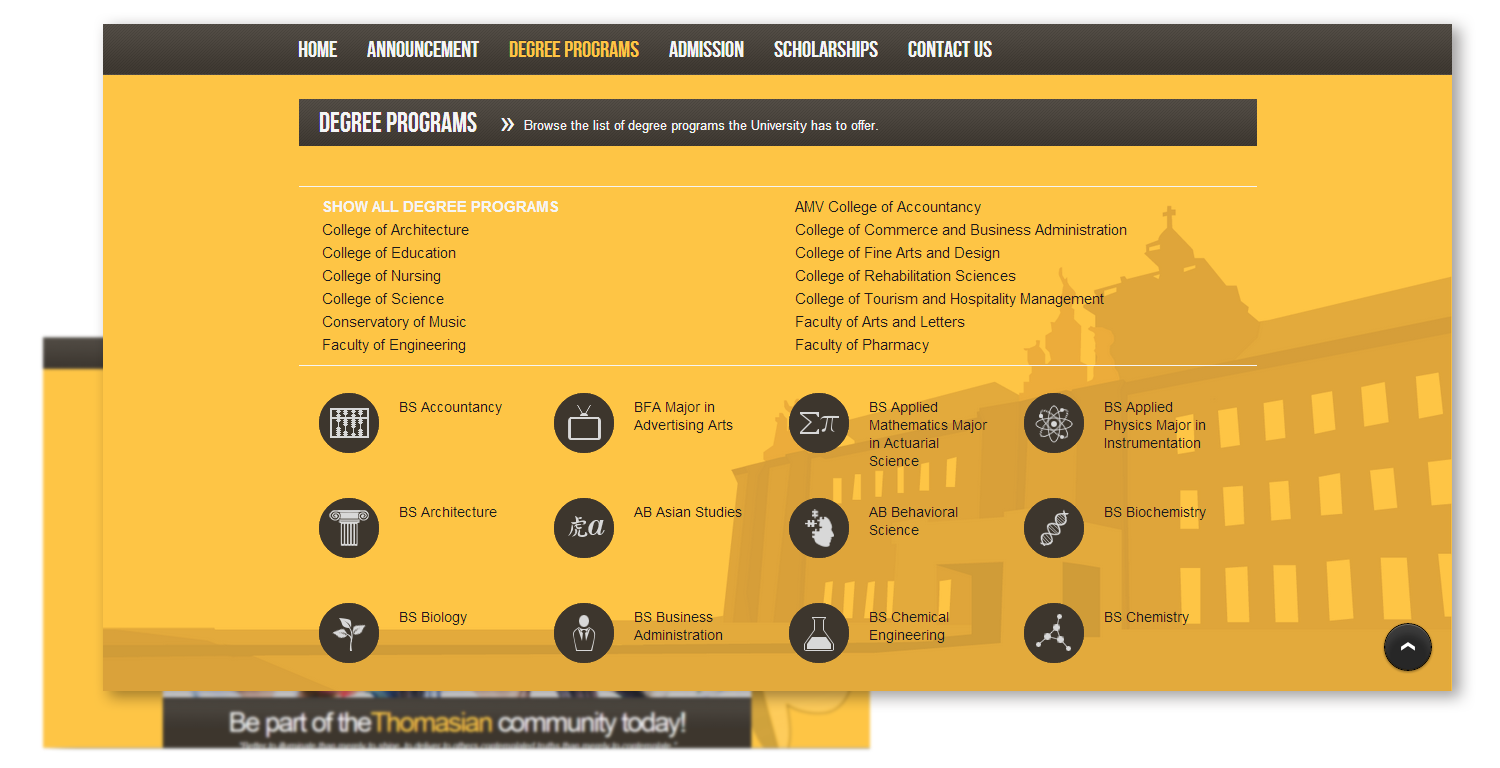 HOME ANNOUNCEMENT DEGREE PROGRAMS ADMISSION SCHOLARSHIPS CONTACT US
DEGREE PROGRAMS » Browse the list of degree programs the University has to offer.
SHOW ALL DEGREE PROGRAMS
College of Architecture
College of Education
College of Nursing
College of Science
Conservatory of Music
Faculty of Engineering
AMV College of Accountancy
College of Commerce and Business Administration
College of Fine Arts and Design
College of Rehabilitation Sciences
College of Tourism and Hospitality Management
Faculty of Arts and Letters
Faculty of Pharmacy
BS Accountancy
BFA Major in
Advertising Arts
Σπ
BS Applied
Mathematics Major
in Actuarial
Science
BS Applied
Physics Major in
Instrumentation
BS Architecture
虎a
AB Asian Studies
AB Behavioral
Science
BS Biochemistry
BS Biology
BS Business
Administration
BS Chemical
Engineering
BS Chemistry
Be part of theThomasian community today!